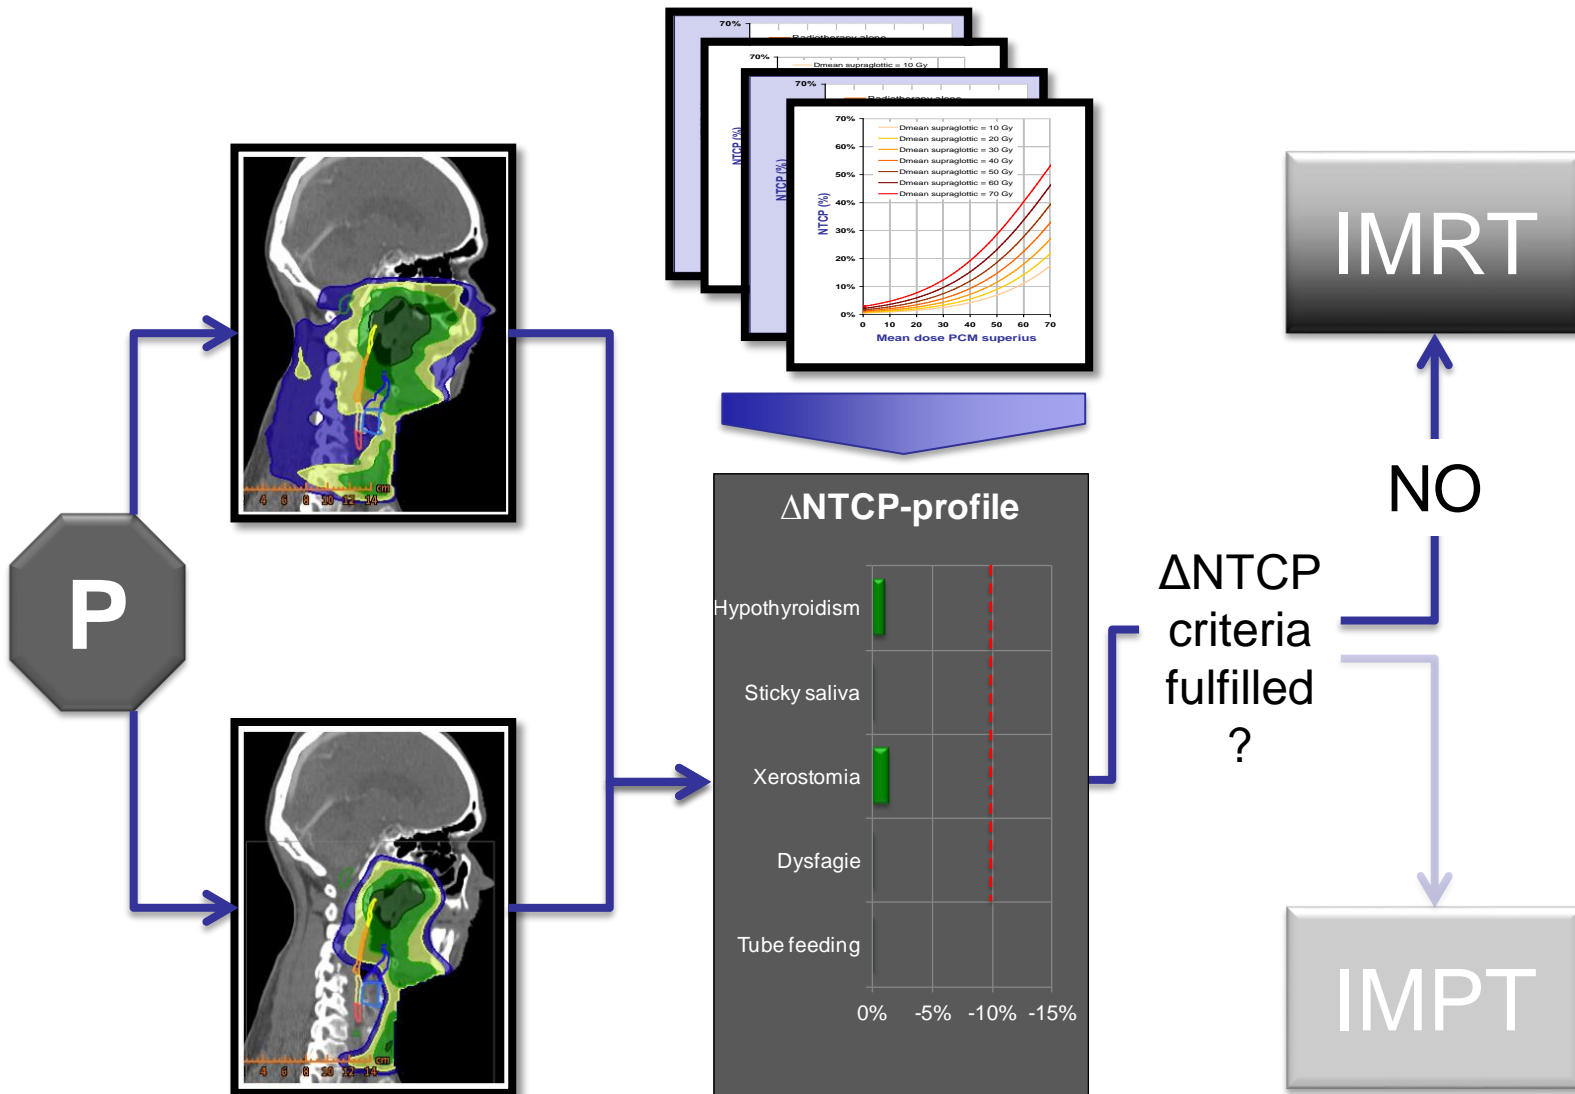 70%
Radiotherapy alone
70%
Dmean supraglottic = 10 Gy
70%
Radiotherapy alone
NTCP (%)
NTCP (%)
NTCP (%)
70%
60%
50%
40%
30%
20%
10%
0%
Dmean supraglottic = 10 Gy
Dmean supraglottic = 20 Gy
Dmean supraglottic = 30 Gy
Dmean supraglottic = 40 Gy
Dmean supraglottic = 50 Gy
Dmean supraglottic = 60 Gy
Dmean supraglottic = 70 Gy
0 10 20 30 40 50 60 70
Mean dose PCM superius
IMRT
4 6 8 10 12 14 cm
P
ΔNTCP-profile
Hypothyroidism
Sticky saliva
Xerostomia
Dysfagie
Tube feeding
0% -5% -10% -15%
NO
ΔNTCP
criteria
fulfilled
?
4 6 8 10 12 14 cm
IMPT